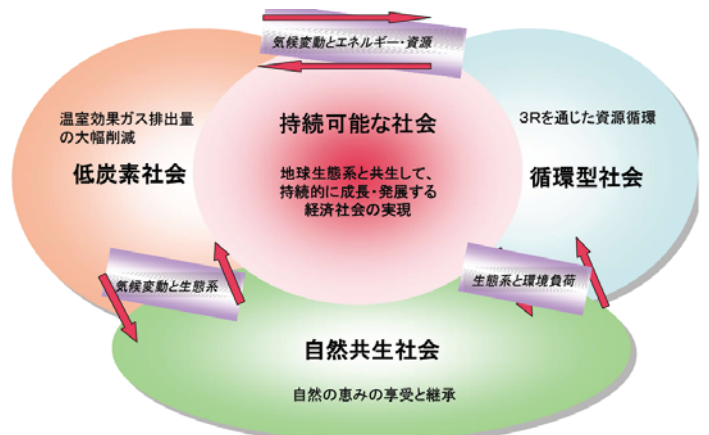 気候変動とエネルギー・資源
温室効果ガス排出量
の大幅削減
低炭素社会
持続可能な社会
地球生態系と共生して、
持続的に成長・発展する
経済社会の実現
3Rを通じた資源循環
循環型社会
気候変動と生態系
生態系と環境負荷
自然共生社会
自然の恵みの享受と継承